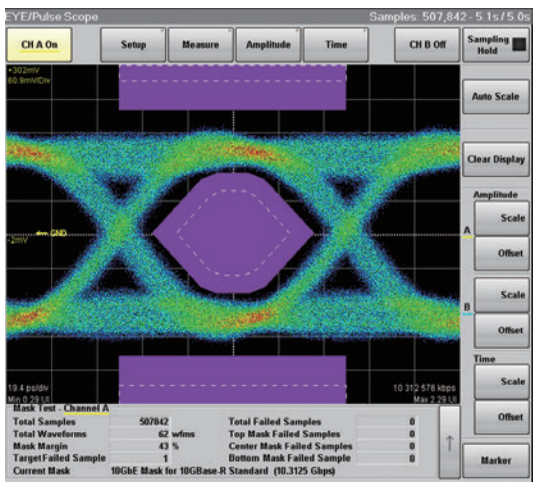 EYE/Pulse Scope Samples: 507,842 - 5.1s / 5.0s
CH A On Setup Measure Amplitude Time CH B Off Sampling Hold
+302mV
60.9mV/Div
Auto Scale
Clear Display
Amplitude
Scale
A
GND
-2mV
Offset
Scale
B
Offset
Time
19.4 ps/div 10 312 576 kbps
Scale
Min 0.29 UI Max 2.29 UI
Mask Test - Channel A
Total Samples 507842 Total Failed Samples 0
Offset
Total Waveforms 62 wfms Top Mask Failed Samples 0
Mask Margin 43 % Center Mask Failed Samples 0
TargetFailed Sample 1 Bottom Mask Failed Sample 0
Marker
Current Mask 10GbE Mask for 10GBase-R Standard (10.3125 Gbps)